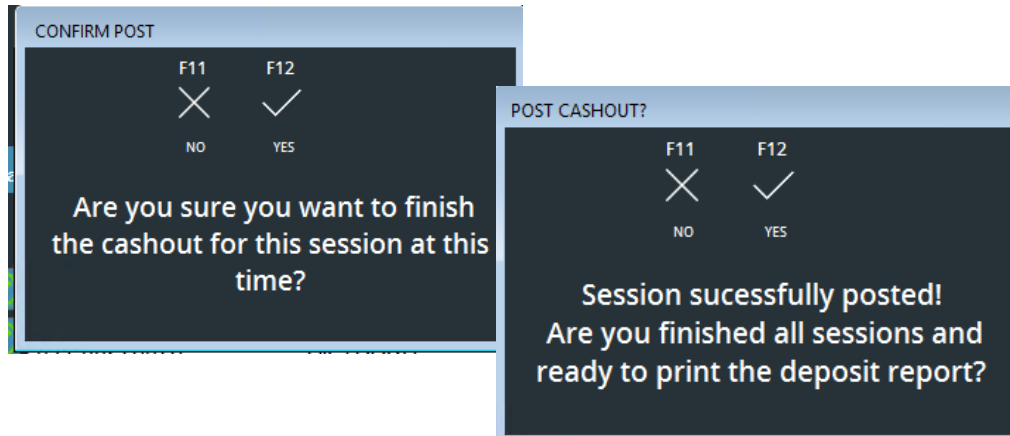 CONFIRM POST
F11 F12
NO YES
Are you sure you want to finish
the cashout for this session at this
time?
POST CASHOUT?
F11 F12
NO YES
Session sucessfully posted!
Are you finished all sessions and
ready to print the deposit report?